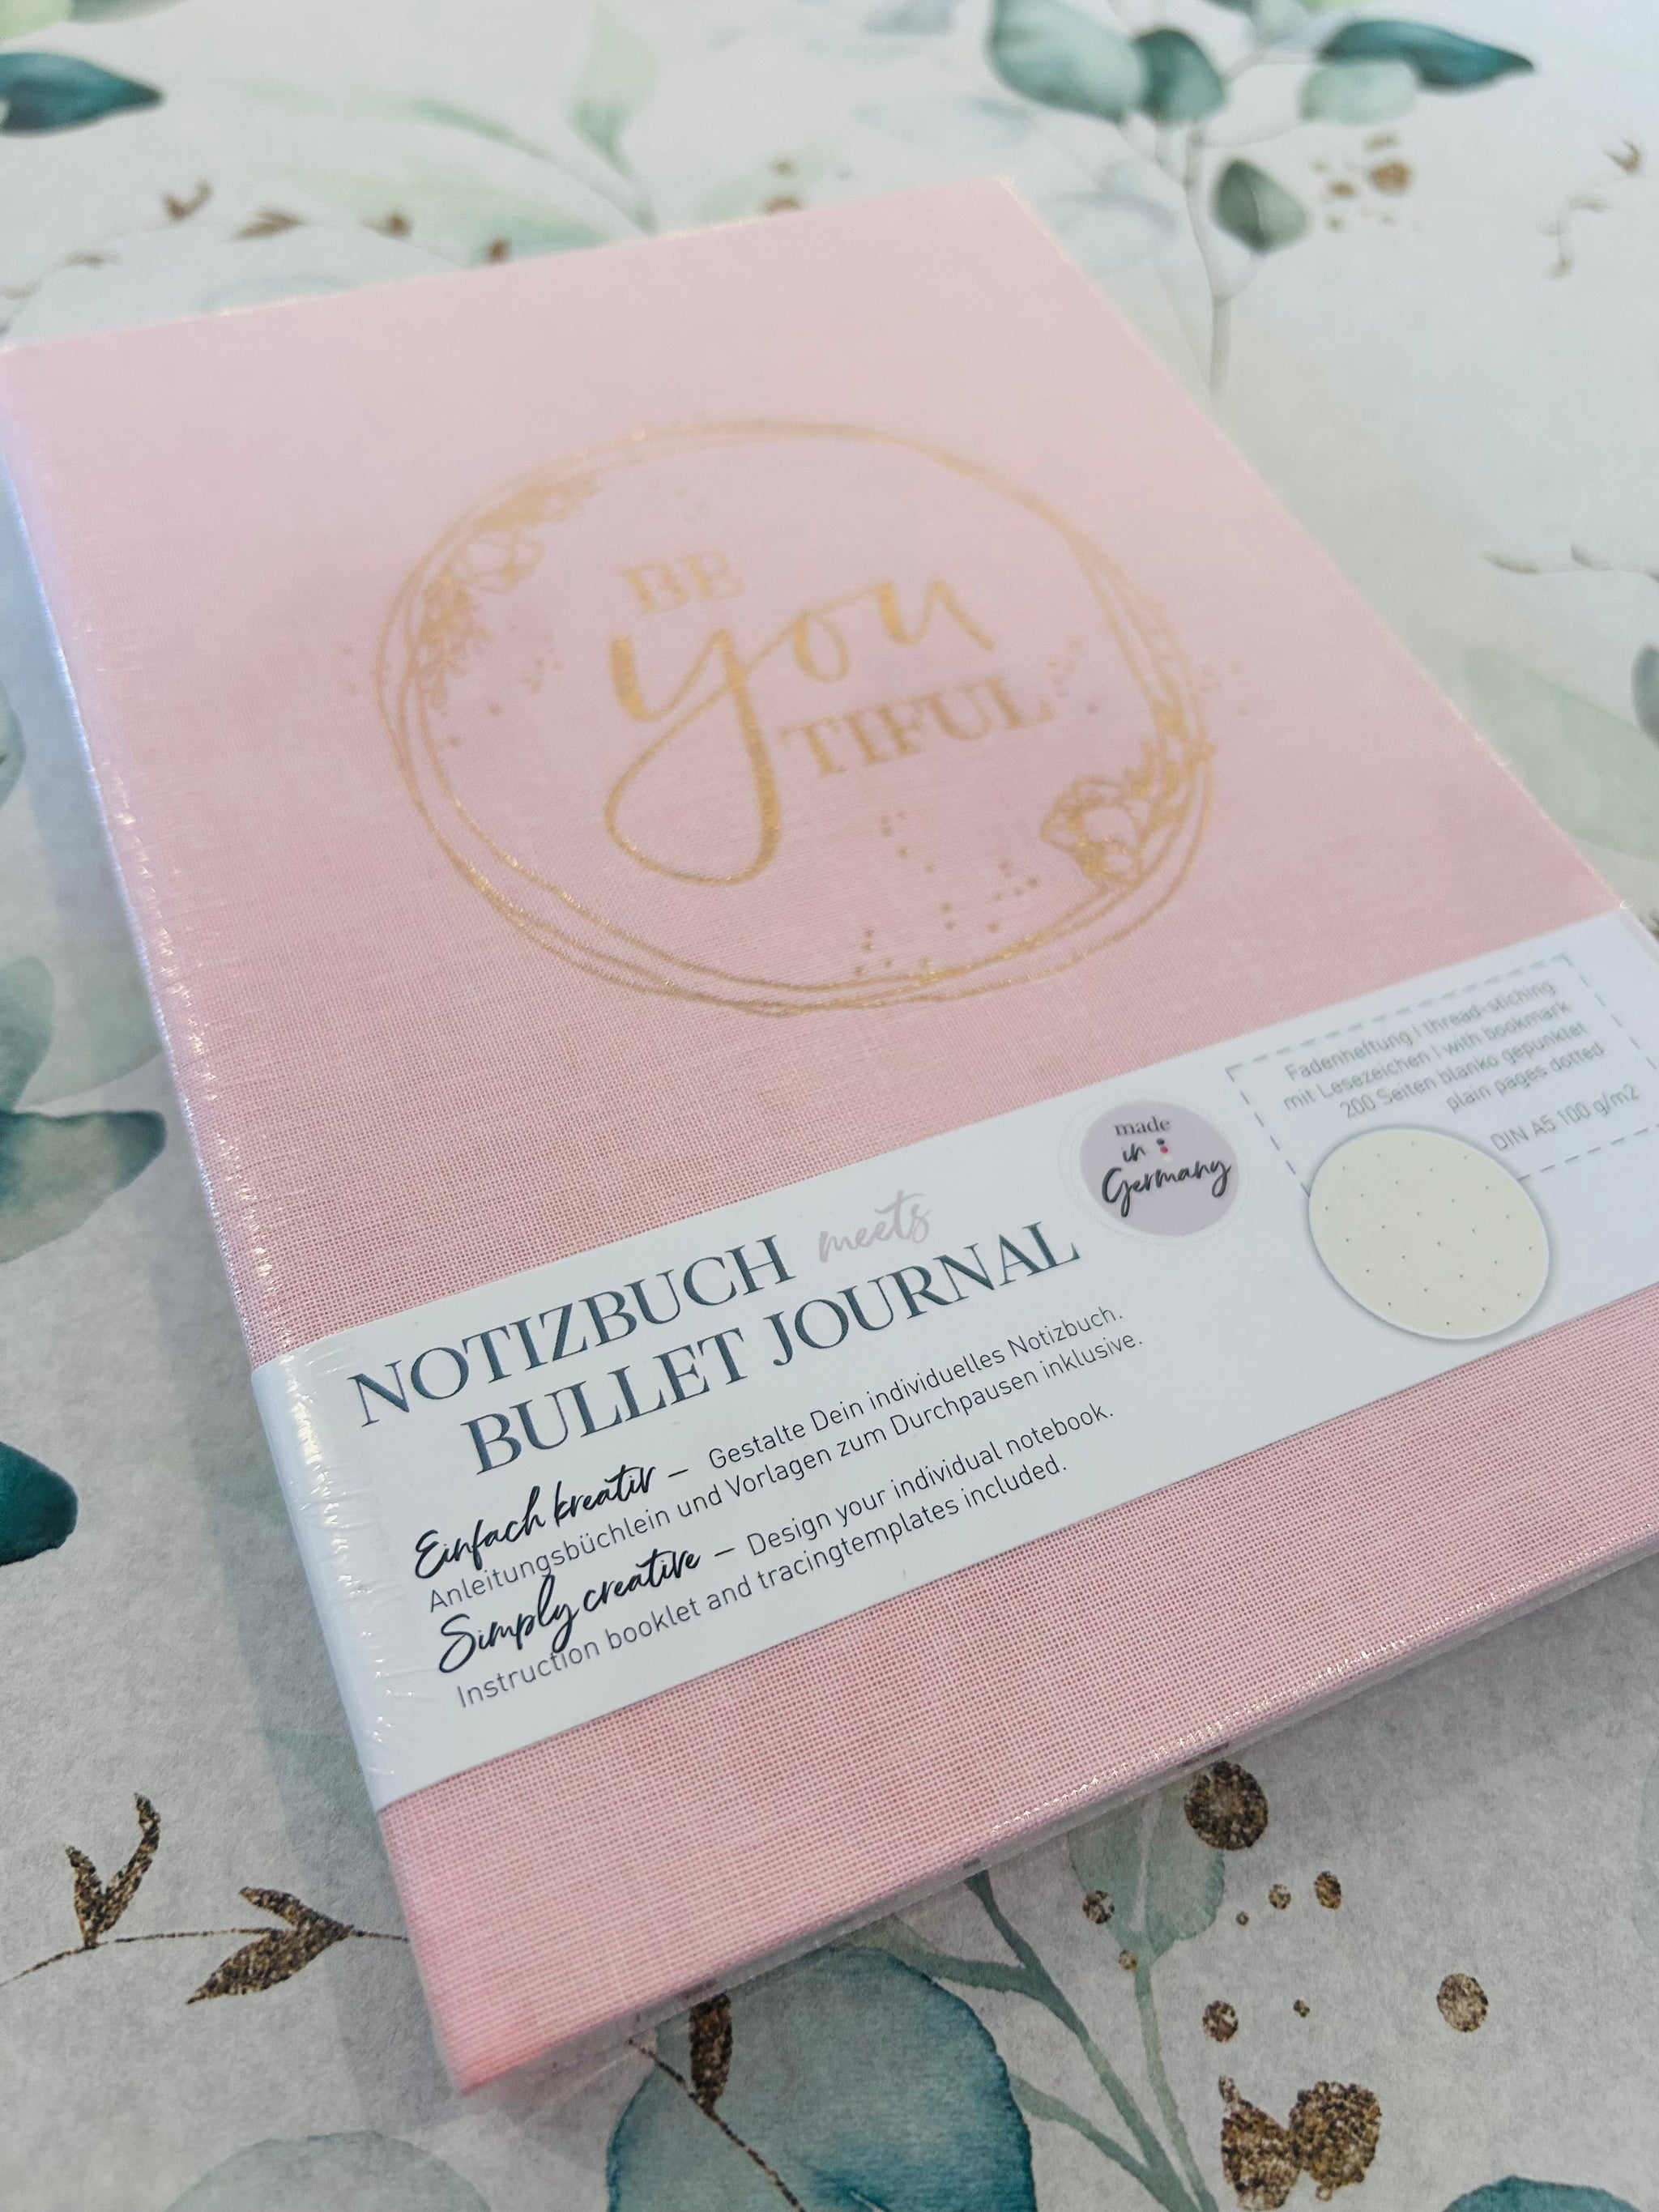 BE
you
TIFUL
Fadenheftung | thread-stiching
mit Lesezeichen | with bookmark
200 Seiten blanko gepunktet
plain pages dotted
DIN A5 100 g/m2
made
in
Germany
NOTIZBUCH meets
BULLET JOURNAL
Einfach kreativ – Gestalte Dein individuelles Notizbuch.
Anleitungsbüchlein und Vorlagen zum Durchpausen inklusive.
Simply creative – Design your individual notebook.
Instruction booklet and tracingtemplates included.